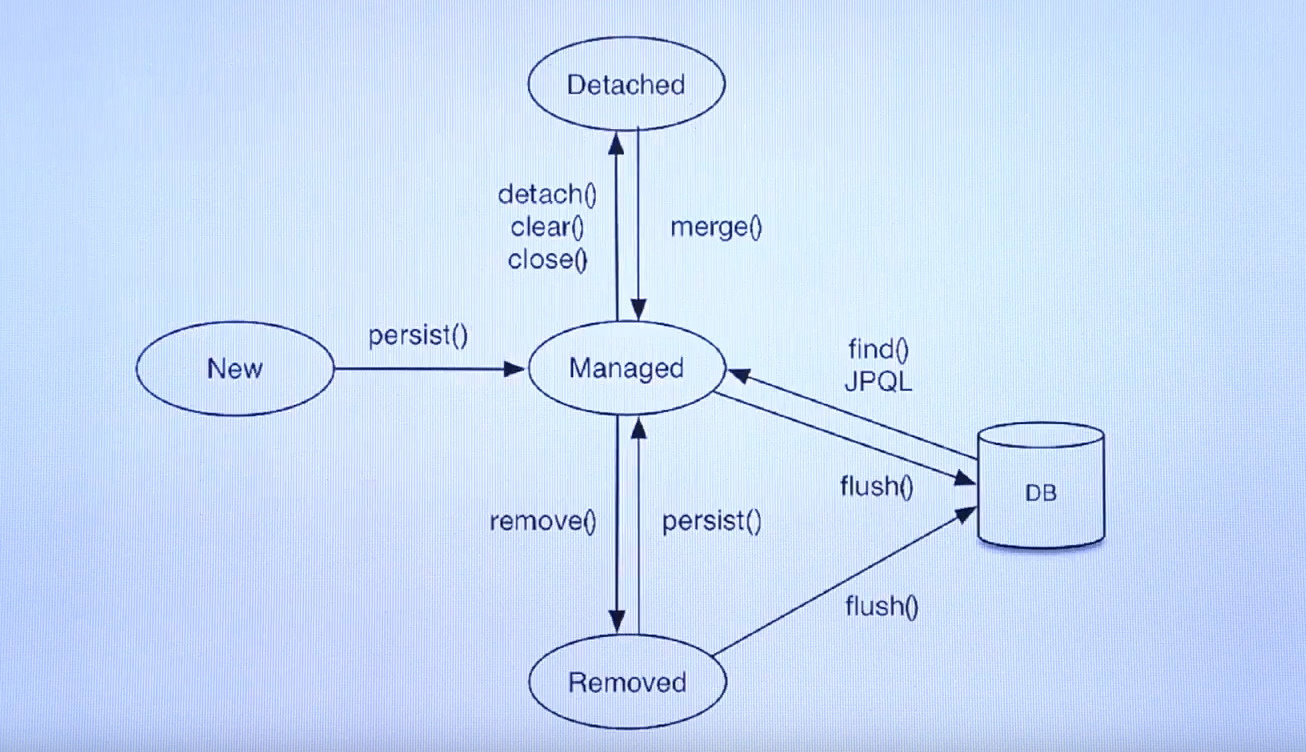 Detached
detach()
clear()
close()
merge()
New
persist()
Managed
find()
JPQL
flush()
DB
remove()
persist()
flush()
Removed